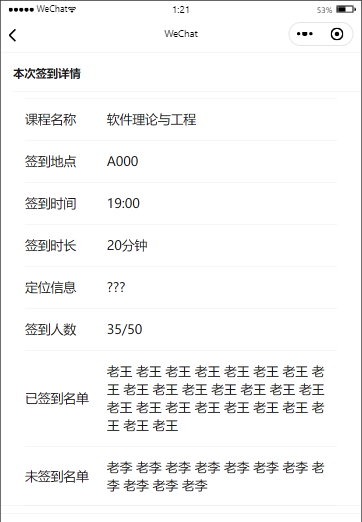 WeChat 1:21 53%
WeChat
本次签到详情
课程名称 软件理论与工程
签到地点 A000
签到时间 19:00
签到时长 20分钟
定位信息 ???
签到人数 35/50
已签到名单 老王 老王 老王 老王 老王 老王 老王 老
王 老王 老王 老王 老王 老王 老王 老王
老王 老王 老王 老王 老王 老王 老王 老
王 老王 老王
未签到名单 老李 老李 老李 老李 老李 老李 老李 老
李 老李 老李 老李